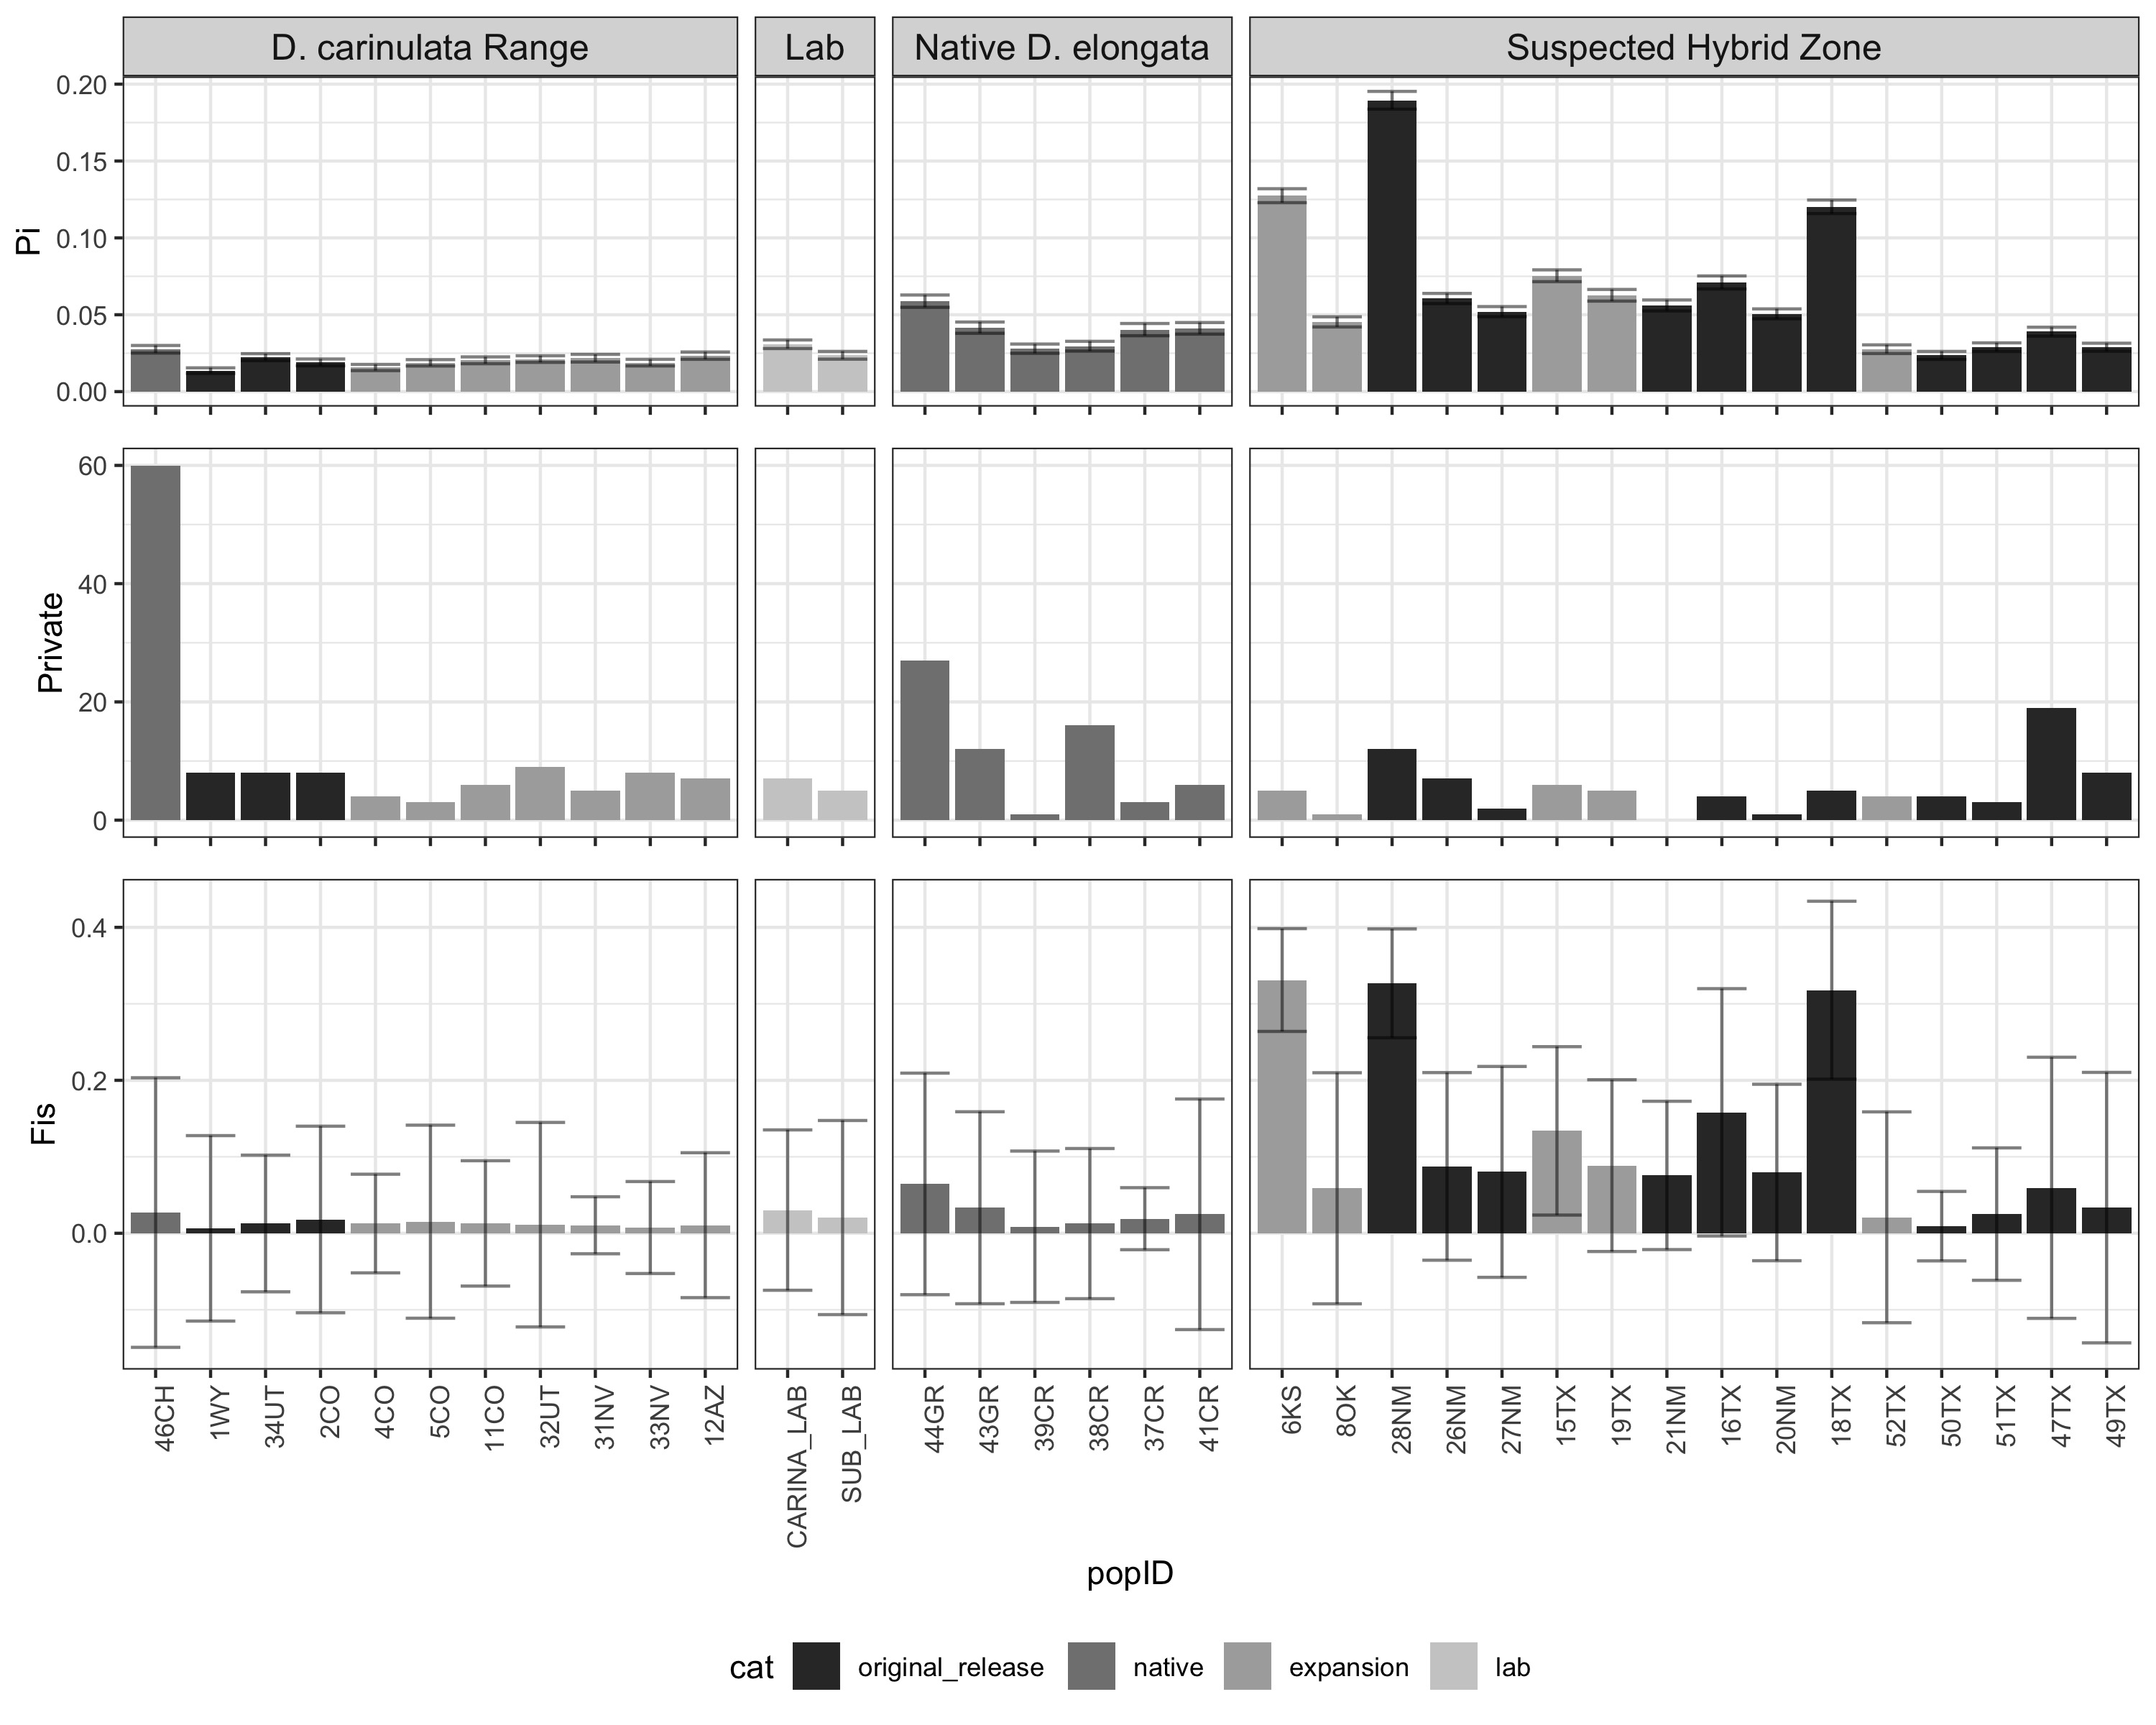 D. carinulata Range
Lab
Native D. elongata
Suspected Hybrid Zone
Pi
0.20
0.15
0.10
0.05
0.00
Private
60
40
20
0
Fis
0.4
0.2
0.0
46CH
1WY
34UT
2CO
4CO
5CO
11CO
32UT
31NV
33NV
12AZ
CARINA_LAB
SUB_LAB
44GR
43GR
39CR
38CR
37CR
41CR
6KS
8OK
28NM
26NM
27NM
15TX
19TX
21NM
16TX
20NM
18TX
52TX
50TX
51TX
47TX
49TX
popID
cat original_release native expansion lab